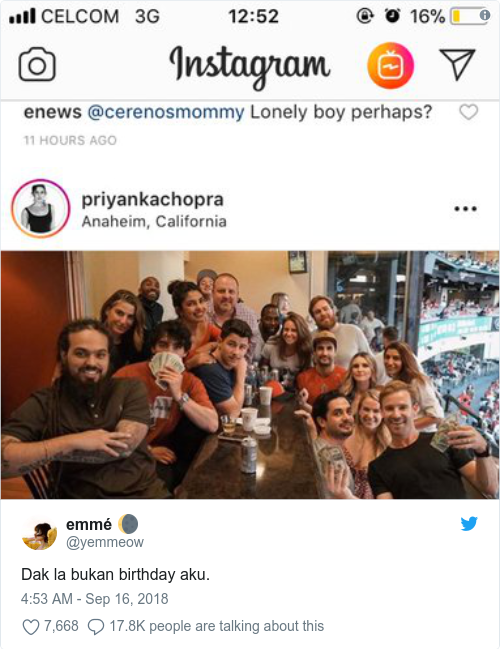 CELCOM 3G 12:52 16%
Instagram
enews @cerenosmommy Lonely boy perhaps?
11 HOURS AGO
priyankachopra
Anaheim, California
emmé
@yemmeow
Dak la bukan birthday aku.
4:53 AM - Sep 16, 2018
7,668 17.8K people are talking about this